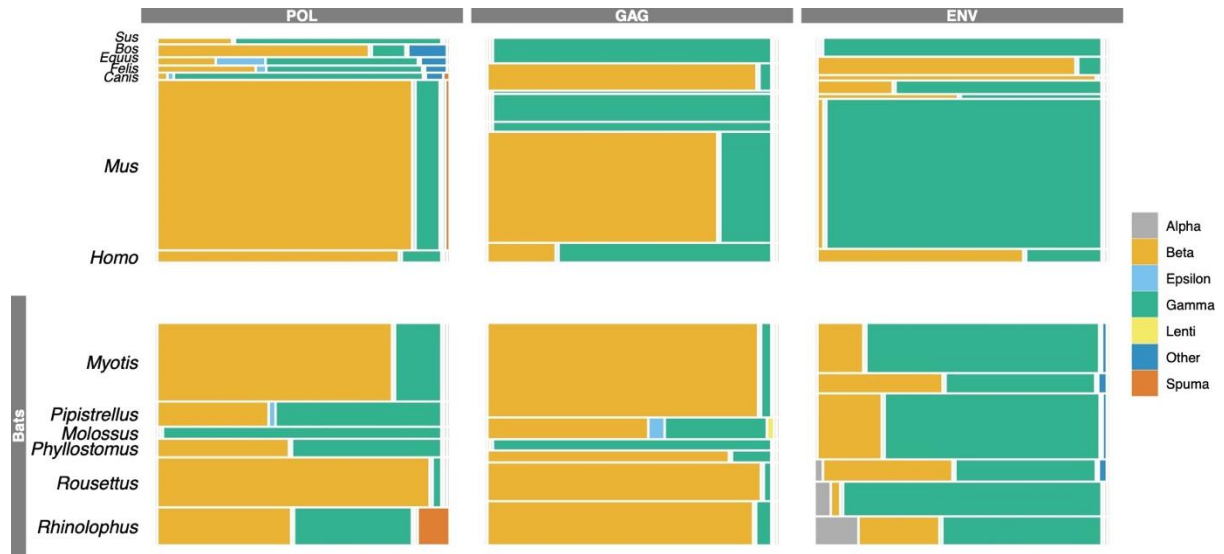 POL GAG ENV
Sus
Bos
Equus
Felis
Canis
Mus
Homo
Alpha
Beta
Epsilon
Gamma
Lenti
Other
Spuma
Bats
Myotis
Pipistrellus
Molossus
Phyllostomus
Rousettus
Rhinolophus